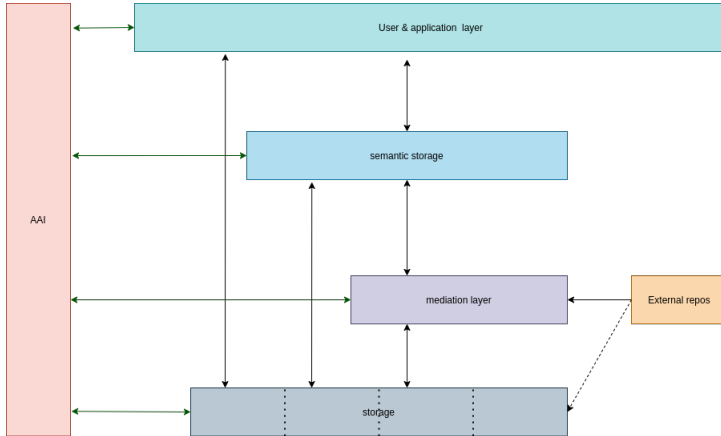 User & application layer
semantic storage
AAI
mediation layer
External repos
storage